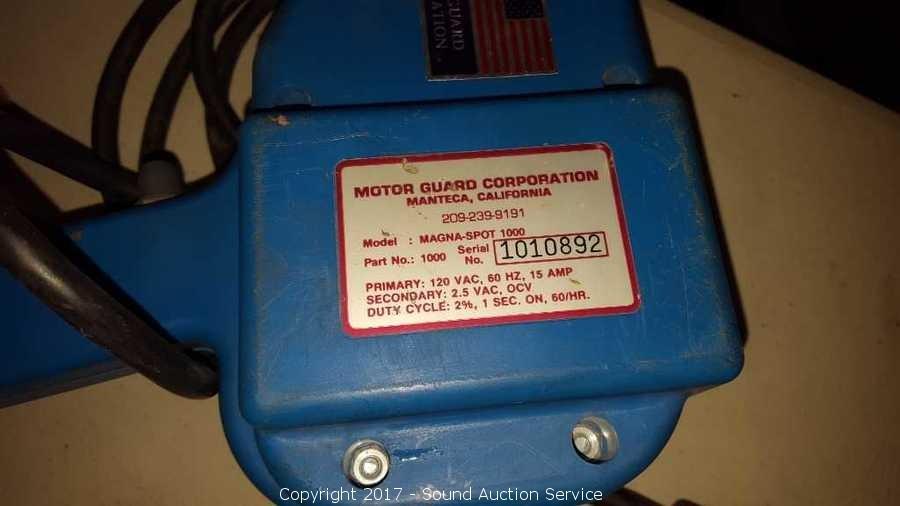 GUARD
MOTOR GUARD CORPORATION
MANTECA, CALIFORNIA
209-239-9191
Model : MAGNA-SPOT 1000
Part No.: 1000 Serial No. 1010892
PRIMARY: 120 VAC, 60 HZ, 15 AMP
SECONDARY: 2.5 VAC, OCV
DUTY CYCLE: 2%, 1 SEC. ON, 60/HR.
Copyright 2017 - Sound Auction Service